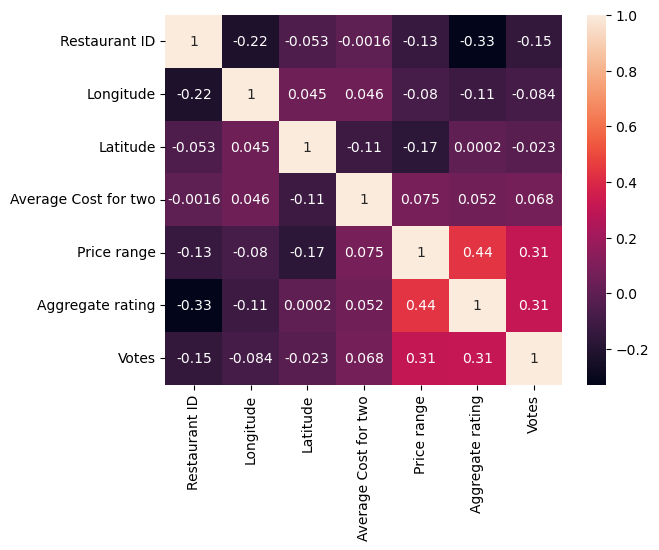 Restaurant ID 1 -0.22 -0.053 -0.0016 -0.13 -0.33 -0.15
Longitude -0.22 1 0.045 0.046 -0.08 -0.11 -0.084
Latitude -0.053 0.045 1 -0.11 -0.17 0.0002 -0.023
Average Cost for two -0.0016 0.046 -0.11 1 0.075 0.052 0.068
Price range -0.13 -0.08 -0.17 0.075 1 0.44 0.31
Aggregate rating -0.33 -0.11 0.0002 0.052 0.44 1 0.31
Votes -0.15 -0.084 -0.023 0.068 0.31 0.31 1
Restaurant ID
Longitude
Latitude
Average Cost for two
Price range
Aggregate rating
Votes
1.0
0.8
0.6
0.4
0.2
0.0
−0.2